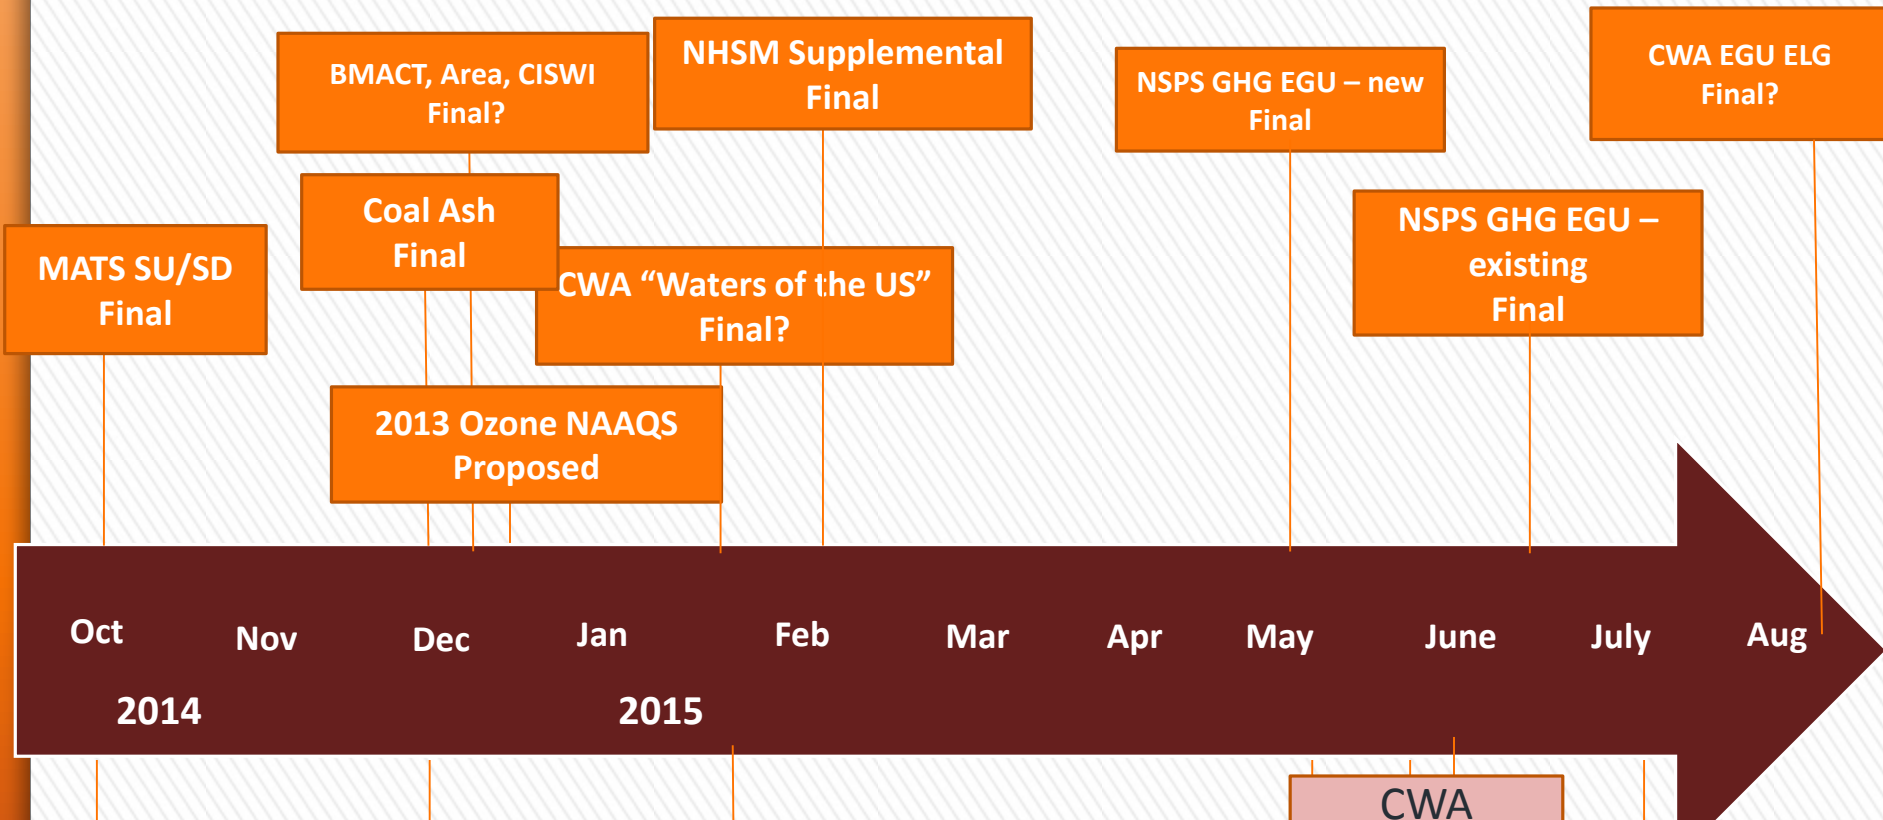 BMACT, Area, CISWI
Final?
NHSM Supplemental
Final
NSPS GHG EGU – new
Final
CWA EGU ELG
Final?
MATS SU/SD
Final
Coal Ash
Final
CWA “Waters of the US”
Final?
NSPS GHG EGU –
existing
Final
2013 Ozone NAAQS
Proposed
Oct
Nov
Dec
Jan
Feb
Mar
Apr
May
June
July
Aug
2014
2015
CWA